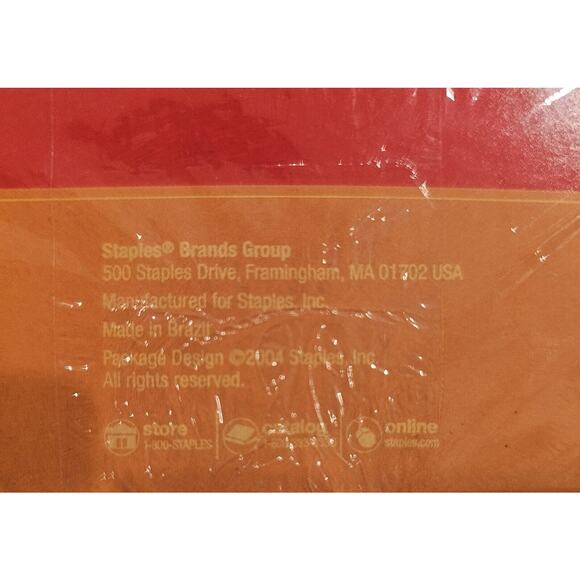 Staples® Brands Group
500 Staples Drive, Framingham, MA 01702 USA
Manufactured for Staples, Inc.
Made in Brazil
Package Design ©2004 Staples, Inc.
All rights reserved.
store
1-800-STAPLES
catalog
online
staples.com